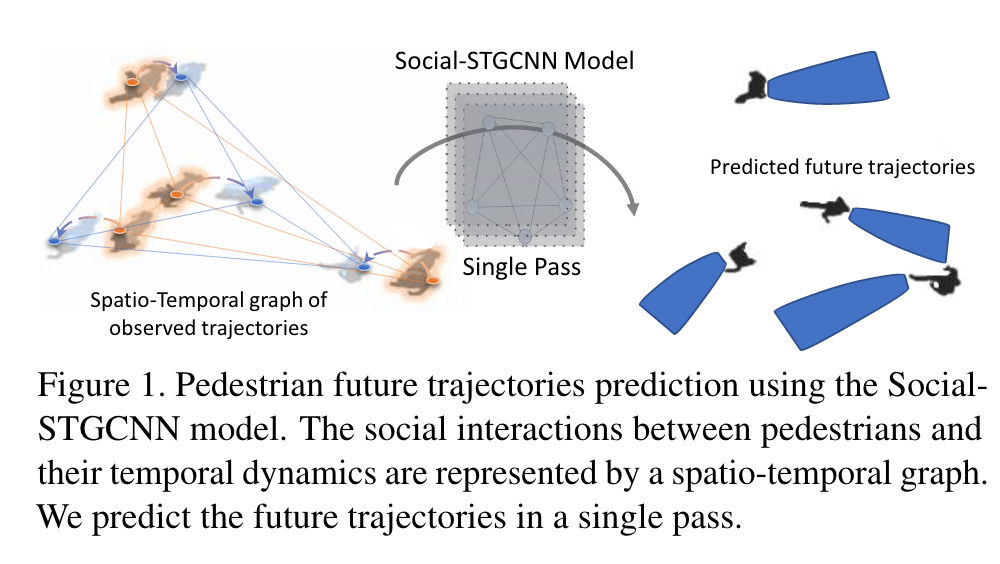 Social-STGCNN Model
Predicted future trajectories
Single Pass
Spatio-Temporal graph of
observed trajectories
Figure 1. Pedestrian future trajectories prediction using the Social-
STGCNN model. The social interactions between pedestrians and
their temporal dynamics are represented by a spatio-temporal graph.
We predict the future trajectories in a single pass.